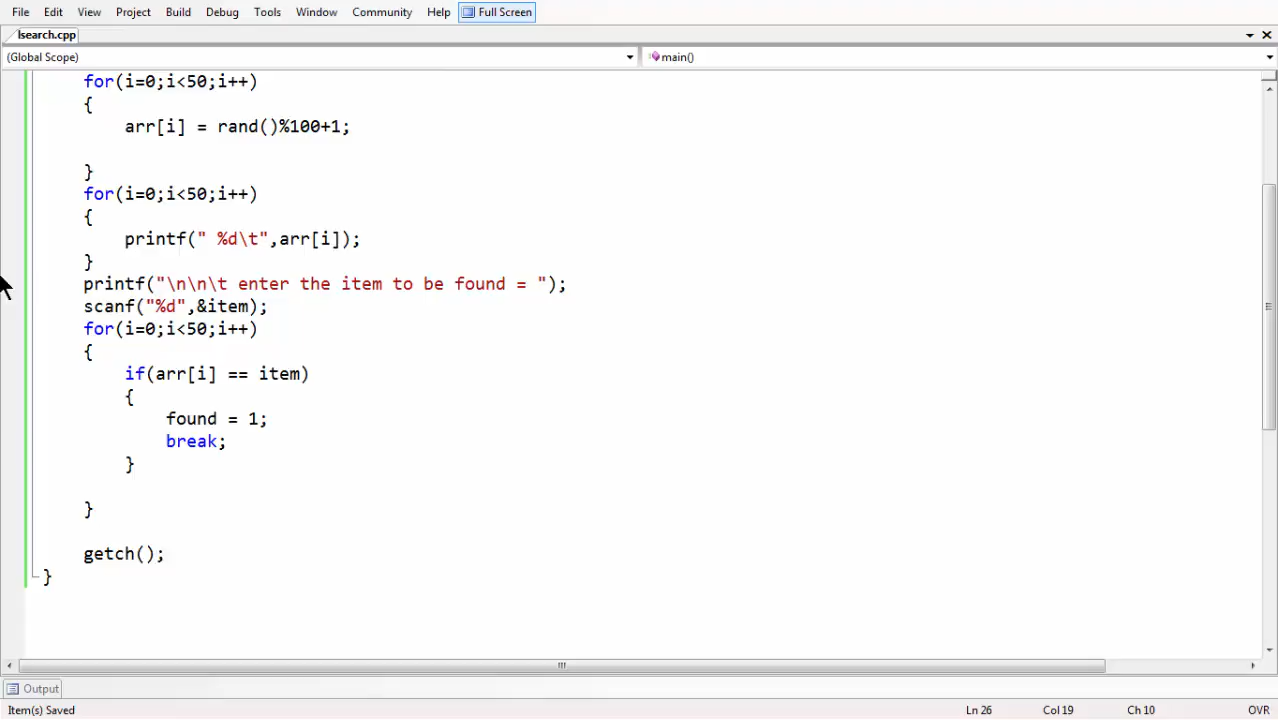 File Edit View Project Build Debug Tools Window Community Help Full Screen
lsearch.cpp
(Global Scope) main()
for(i=0;i<50;i++)
{
arr[i] = rand()%100+1;
}
for(i=0;i<50;i++)
{
printf(" %d\t",arr[i]);
}
printf("\n\n\t enter the item to be found = ");
scanf("%d",&item);
for(i=0;i<50;i++)
{
if(arr[i] == item)
{
found = 1;
break;
}
}
getch();
}
Output
Item(s) Saved Ln 26 Col 19 Ch 10 OVR